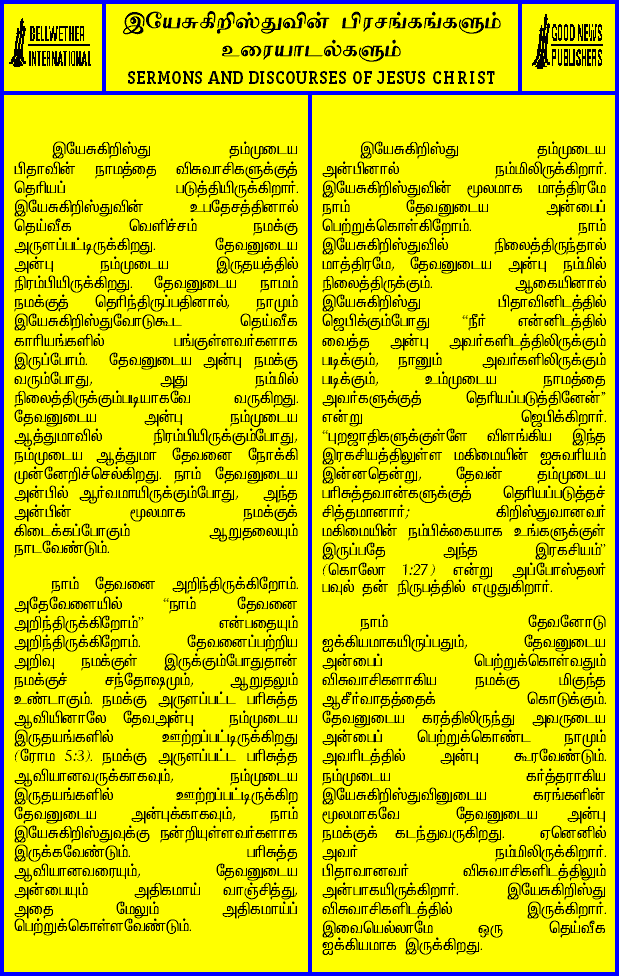 BELLWETHER
INTERNATIONAL
இயேசுகிறிஸ்துவின் பிரசங்கங்களும்
உரையாடல்களும்
SERMONS AND DISCOURSES OF JESUS CHRIST
GOOD NEWS
PUBLISHERS
இயேசுகிறிஸ்து தம்முடைய
பிதாவின் நாமத்தை விசுவாசிகளுக்குத்
தெரியப் படுத்தியிருக்கிறார்.
இயேசுகிறிஸ்துவின் உபதேசத்தினால்
தெய்வீக வெளிச்சம் நமக்கு
அருளப்பட்டிருக்கிறது. தேவனுடைய
அன்பு நம்முடைய இருதயத்தில்
நிரம்பியிருக்கிறது. தேவனுடைய நாமம்
நமக்குத் தெரிந்திருப்பதினால், நாமும்
இயேசுகிறிஸ்துவோடுகூட தெய்வீக
காரியங்களில் பங்குள்ளவர்களாக
இருப்போம். தேவனுடைய அன்பு நமக்கு
வரும்போது, அது நம்மில்
நிலைத்திருக்கும்படியாகவே வருகிறது.
தேவனுடைய அன்பு நம்முடைய
ஆத்துமாவில் நிரம்பியிருக்கும்போது,
நம்முடைய ஆத்துமா தேவனை நோக்கி
முன்னேறிச்செல்கிறது. நாம் தேவனுடைய
அன்பில் ஆர்வமாயிருக்கும்போது, அந்த
அன்பின் மூலமாக நமக்குக்
கிடைக்கப்போகும் ஆறுதலையும்
நாடவேண்டும்.
நாம் தேவனை அறிந்திருக்கிறோம்.
அதேவேளையில் “நாம் தேவனை
அறிந்திருக்கிறோம்” என்பதையும்
அறிந்திருக்கிறோம். தேவனைப்பற்றிய
அறிவு நமக்குள் இருக்கும்போதுதான்
நமக்குச் சந்தோஷமும், ஆறுதலும்
உண்டாகும். நமக்கு அருளப்பட்ட பரிசுத்த
ஆவியினாலே தேவஅன்பு நம்முடைய
இருதயங்களில் ஊற்றப்பட்டிருக்கிறது
(ரோம 5:3). நமக்கு அருளப்பட்ட பரிசுத்த
ஆவியானவருக்காகவும், நம்முடைய
இருதயங்களில் ஊற்றப்பட்டிருக்கிற
தேவனுடைய அன்புக்காகவும், நாம்
இயேசுகிறிஸ்துவுக்கு நன்றியுள்ளவர்களாக
இருக்கவேண்டும். பரிசுத்த
ஆவியானவரையும், தேவனுடைய
அன்பையும் அதிகமாய் வாஞ்சித்து,
அதை மேலும் அதிகமாய்ப்
பெற்றுக்கொள்ளவேண்டும்.
இயேசுகிறிஸ்து தம்முடைய
அன்பினால் நம்மிலிருக்கிறார்.
இயேசுகிறிஸ்துவின் மூலமாக மாத்திரமே
நாம் தேவனுடைய அன்பைப்
பெற்றுக்கொள்கிறோம். நாம்
இயேசுகிறிஸ்துவில் நிலைத்திருந்தால்
மாத்திரமே, தேவனுடைய அன்பு நம்மில்
நிலைத்திருக்கும். ஆகையினால்
இயேசுகிறிஸ்து பிதாவினிடத்தில்
ஜெபிக்கும்போது “நீர் என்னிடத்தில்
வைத்த அன்பு அவர்களிடத்திலிருக்கும்
படிக்கும், நானும் அவர்களிலிருக்கும்
படிக்கும், உம்முடைய நாமத்தை
அவர்களுக்குத் தெரியப்படுத்தினேன்”
என்று ஜெபிக்கிறார்.
“புறஜாதிகளுக்குள்ளே விளங்கிய இந்த
இரகசியத்திலுள்ள மகிமையின் ஐசுவரியம்
இன்னதென்று, தேவன் தம்முடைய
பரிசுத்தவான்களுக்குத் தெரியப்படுத்தச்
சித்தமானார்; கிறிஸ்துவானவர்
மகிமையின் நம்பிக்கையாக உங்களுக்குள்
இருப்பதே அந்த இரகசியம்”
(கொலோ 1:27) என்று அப்போஸ்தலர்
பவுல் தன் நிருபத்தில் எழுதுகிறார்.
நாம் தேவனோடு
ஐக்கியமாகயிருப்பதும், தேவனுடைய
அன்பைப் பெற்றுக்கொள்வதும்
விசுவாசிகளாகிய நமக்கு மிகுந்த
ஆசீர்வாதத்தைக் கொடுக்கும்.
தேவனுடைய கரத்திலிருந்து அவருடைய
அன்பைப் பெற்றுக்கொண்ட நாமும்
அவரிடத்தில் அன்பு கூரவேண்டும்.
நம்முடைய கர்த்தராகிய
இயேசுகிறிஸ்துவினுடைய கரங்களின்
மூலமாகவே தேவனுடைய அன்பு
நமக்குக் கடந்துவருகிறது. ஏனெனில்
அவர் நம்மிலிருக்கிறார்.
பிதாவானவர் விசுவாசிகளிடத்திலும்
அன்பாகயிருக்கிறார். இயேசுகிறிஸ்து
விசுவாசிகளிடத்தில் இருக்கிறார்.
இவையெல்லாமே ஒரு தெய்வீக
ஐக்கியமாக இருக்கிறது.